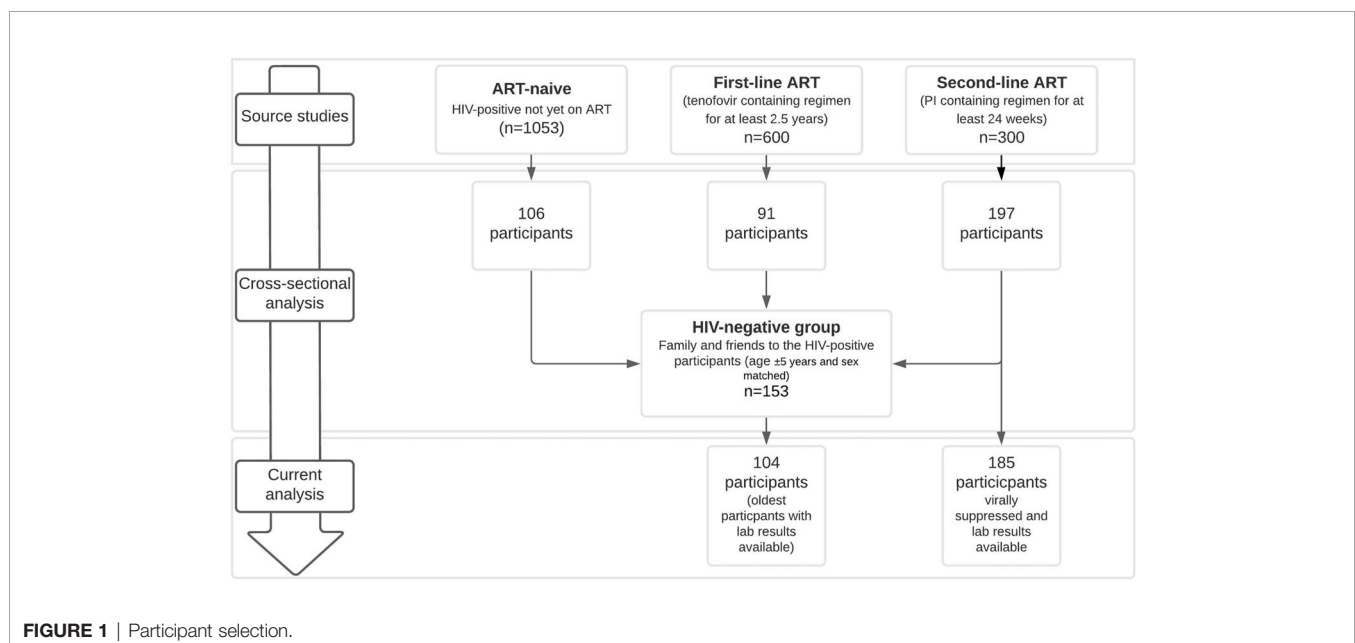 Source studies
ART-naive
HIV-positive not yet on ART
(n=1053)
First-line ART
(tenofovir containing regimen
for at least 2.5 years)
n=600
Second-line ART
(PI containing regimen for at
least 24 weeks)
n=300
Cross-sectional
analysis
106
participants
91
participants
197
participants
HIV-negative group
Family and friends to the HIV-positive
participants (age ±5 years and sex
matched)
n=153
Current
analysis
104
participants
(oldest
particpants with
lab results
available)
185
particicpants
virally
suppressed and
lab results
available
FIGURE 1 | Participant selection.